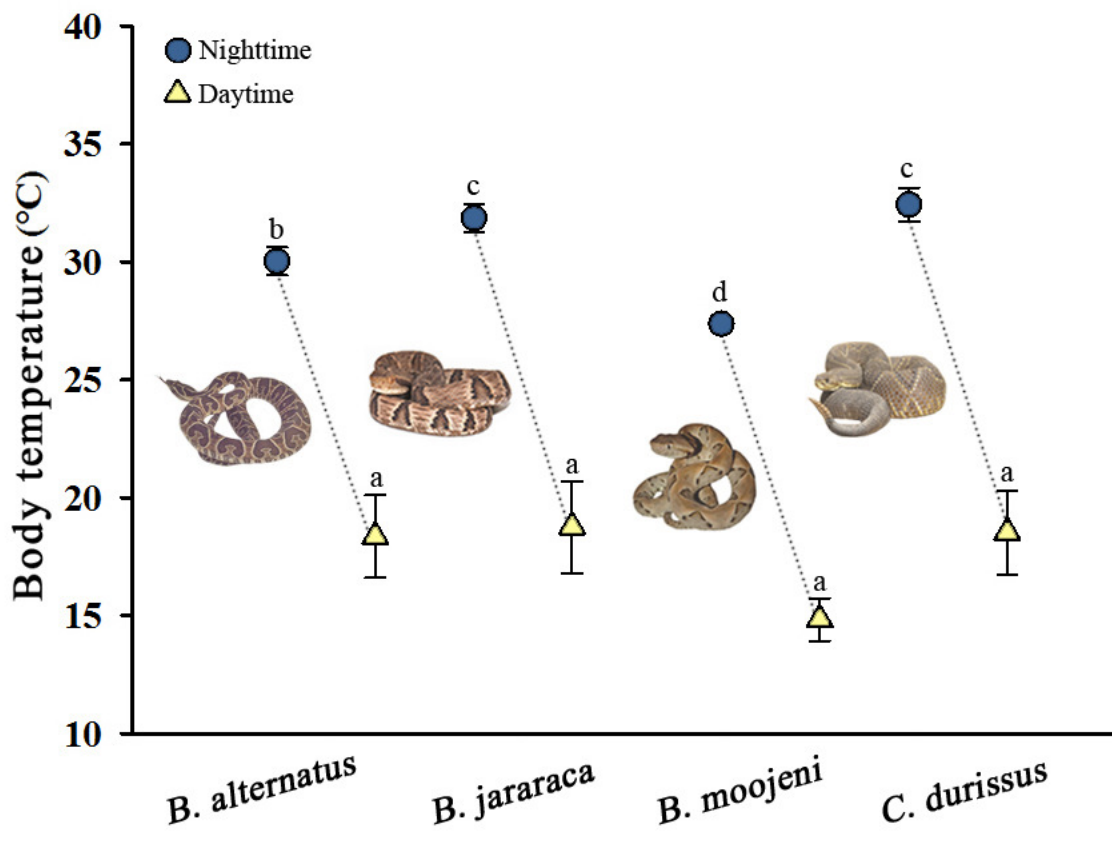 40
Nighttime
Daytime
35
c
c
b
30
d
Body temperature (°C)
25
a
a
a
20
a
15
10
B. alternatus
B. jararaca
B. moojeni
C. durissus